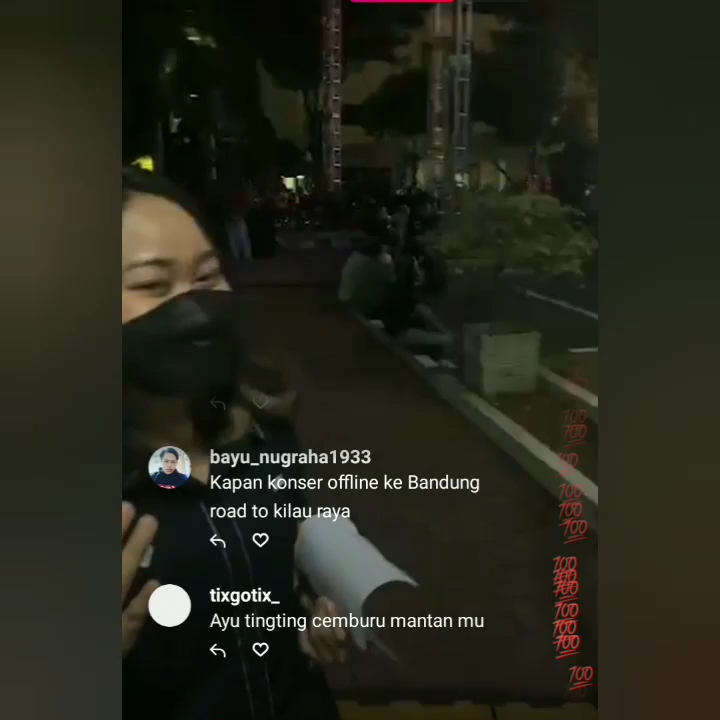 bayu_nugraha1933
Kapan konser offline ke Bandung
road to kilau raya
tixgotix_
Ayu tingting cemburu mantan mu
💯
💯
💯
💯
💯
💯
💯
💯
💯
💯
💯
💯
💯